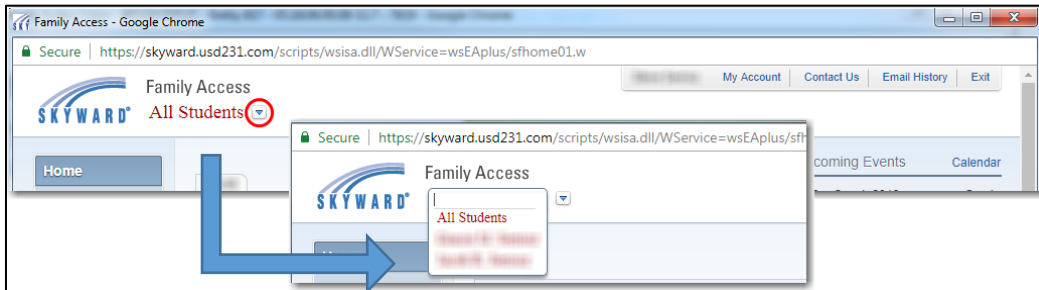 Family Access - Google Chrome
Secure | https://skyward.usd231.com/scripts/wsisa.dll/WService=wsEAplus/sfhome01.w
My Account Contact Us Email History Exit
Family Access
SKYWARD
All Students
Home
Secure | https://skyward.usd231.com/scripts/wsisa.dll/WService=wsEAplus/sfh
coming Events Calendar
Family Access
SKYWARD
All Students